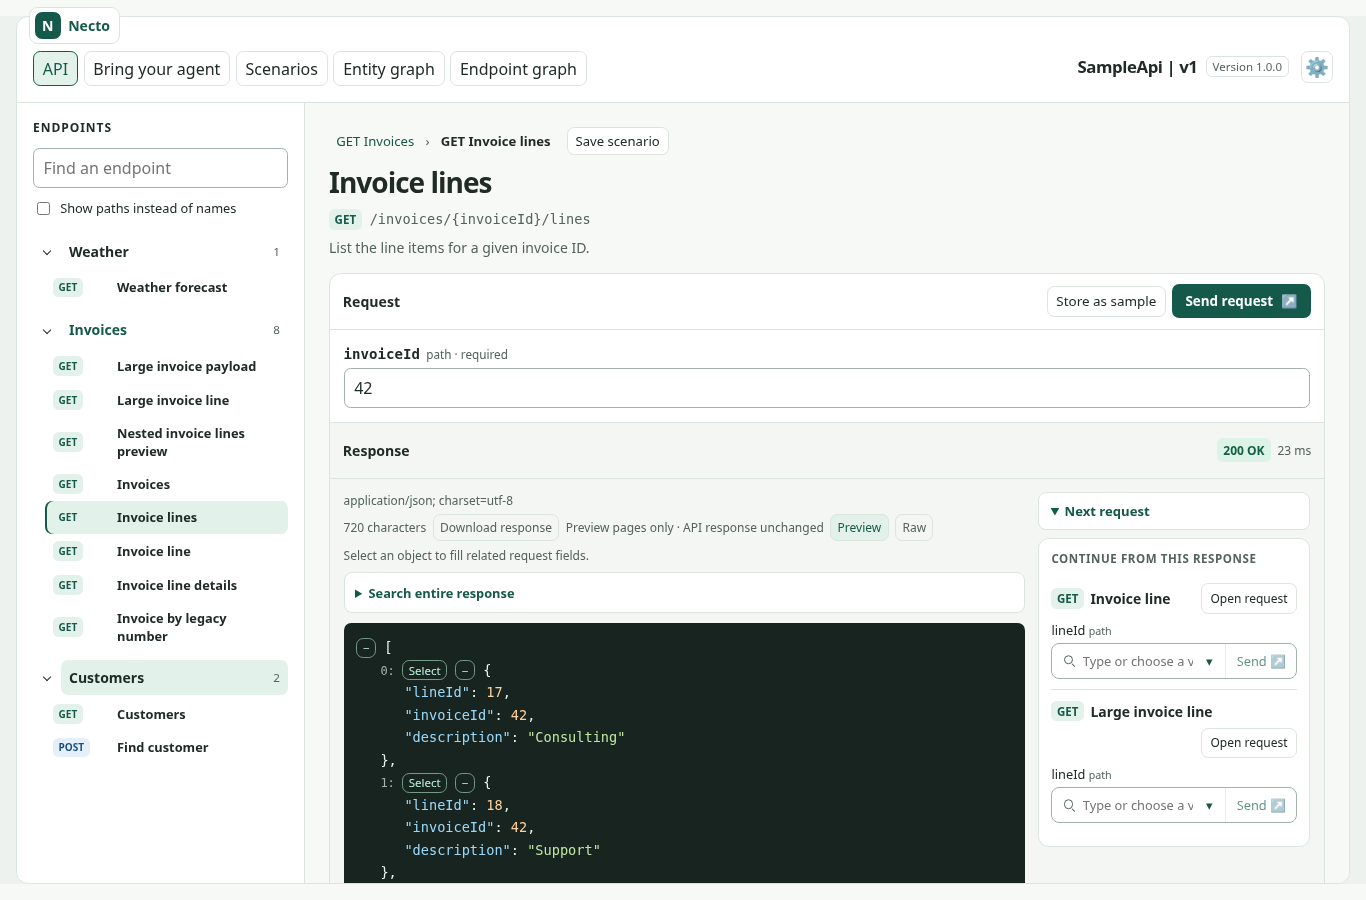 N Necto
API Bring your agent Scenarios Entity graph Endpoint graph
SampleApi | v1 Version 1.0.0
ENDPOINTS
Find an endpoint
Show paths instead of names
Weather 1
GET Weather forecast
Invoices 8
GET Large invoice payload
GET Large invoice line
GET Nested invoice lines
preview
GET Invoices
GET Invoice lines
GET Invoice line
GET Invoice line details
GET Invoice by legacy
number
Customers 2
GET Customers
POST Find customer
GET Invoices › GET Invoice lines Save scenario
Invoice lines
GET /invoices/{invoiceId}/lines
List the line items for a given invoice ID.
Request Store as sample Send request ↗
invoiceId path · required
42
Response 200 OK 23 ms
application/json; charset=utf-8
720 characters Download response Preview pages only · API response unchanged Preview Raw
Select an object to fill related request fields.
▶ Search entire response
− [
0: Select − {
"lineId": 17,
"invoiceId": 42,
"description": "Consulting"
},
1: Select − {
"lineId": 18,
"invoiceId": 42,
"description": "Support"
},
▼ Next request
CONTINUE FROM THIS RESPONSE
GET Invoice line Open request
lineId path
Type or choose a v ▼ Send ↗
GET Large invoice line
Open request
lineId path
Type or choose a v ▼ Send ↗